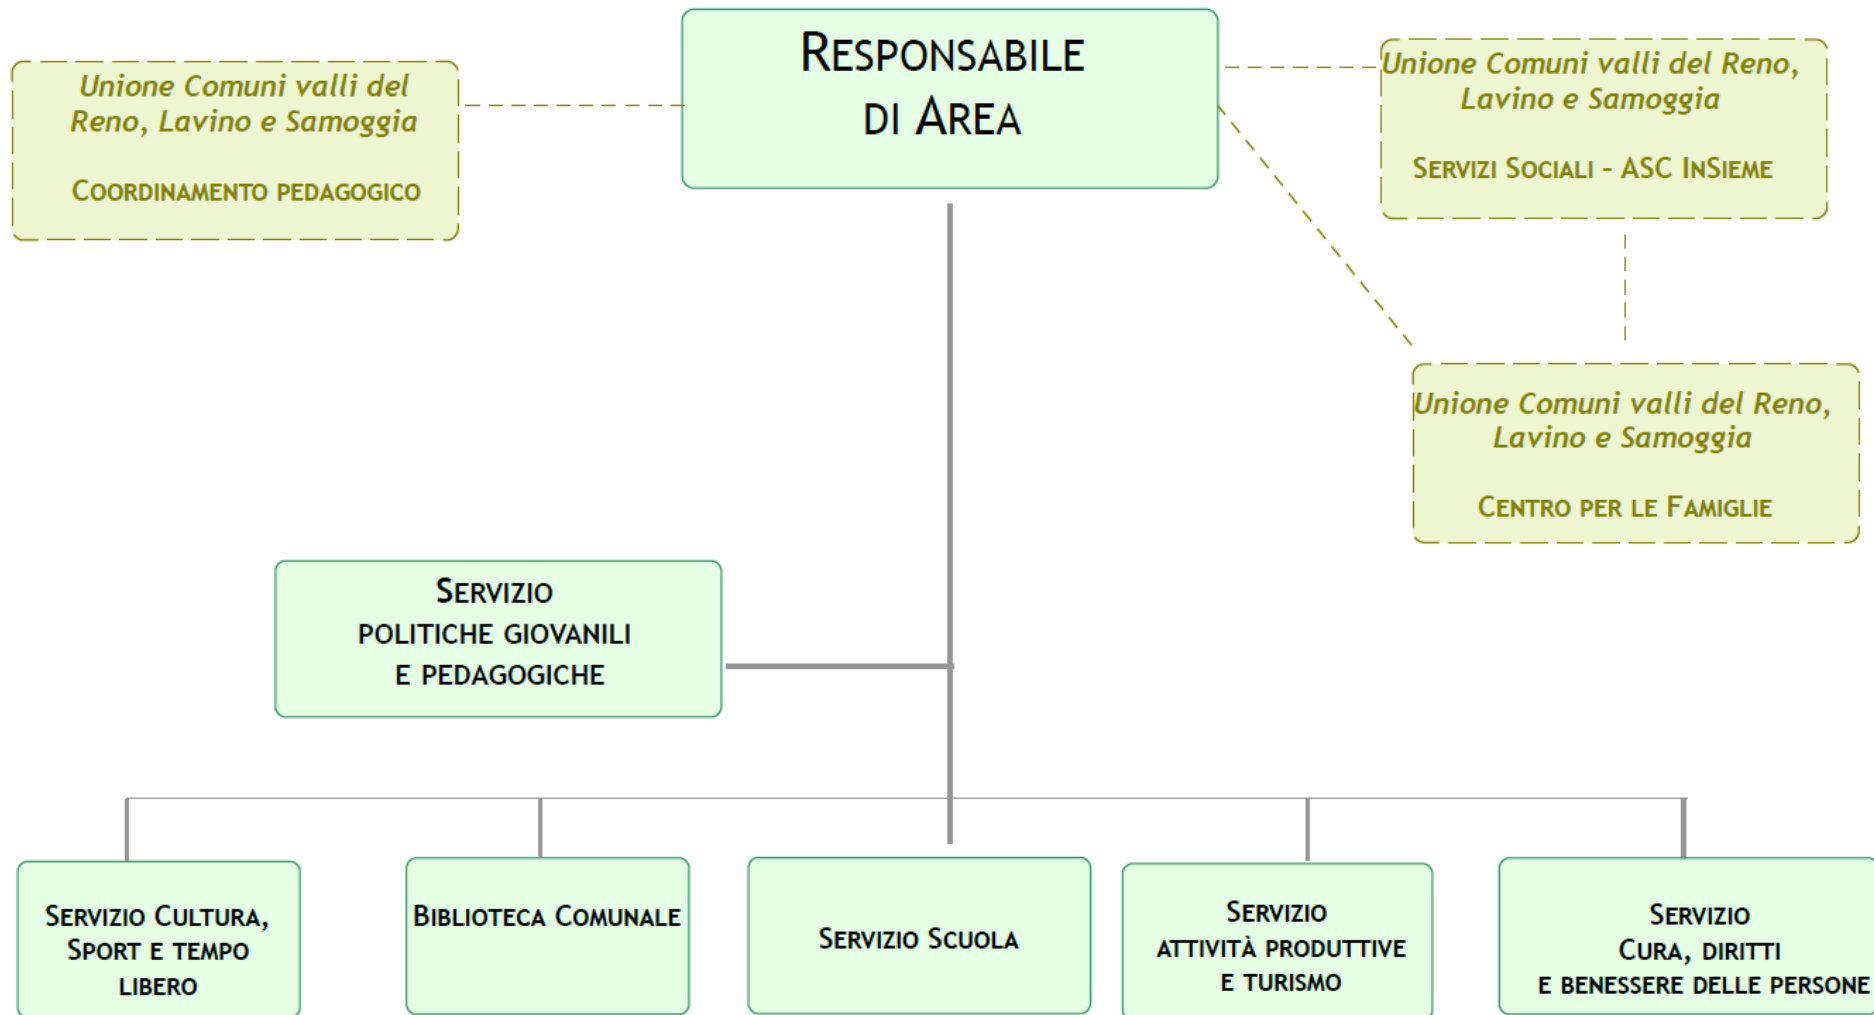 RESPONSABILE
DI AREA
Unione Comuni valli del
Reno, Lavino e Samoggia
COORDINAMENTO PEDAGOGICO
Unione Comuni valli del Reno,
Lavino e Samoggia
SERVIZI SOCIALI - ASC INSIEME
Unione Comuni valli del Reno,
Lavino e Samoggia
CENTRO PER LE FAMIGLIE
SERVIZIO
POLITICHE GIOVANILI
E PEDAGOGICHE
SERVIZIO CULTURA,
SPORT E TEMPO
LIBERO
BIBLIOTECA COMUNALE
SERVIZIO SCUOLA
SERVIZIO
ATTIVITÀ PRODUTTIVE
E TURISMO
SERVIZIO
CURA, DIRITTI
E BENESSERE DELLE PERSONE